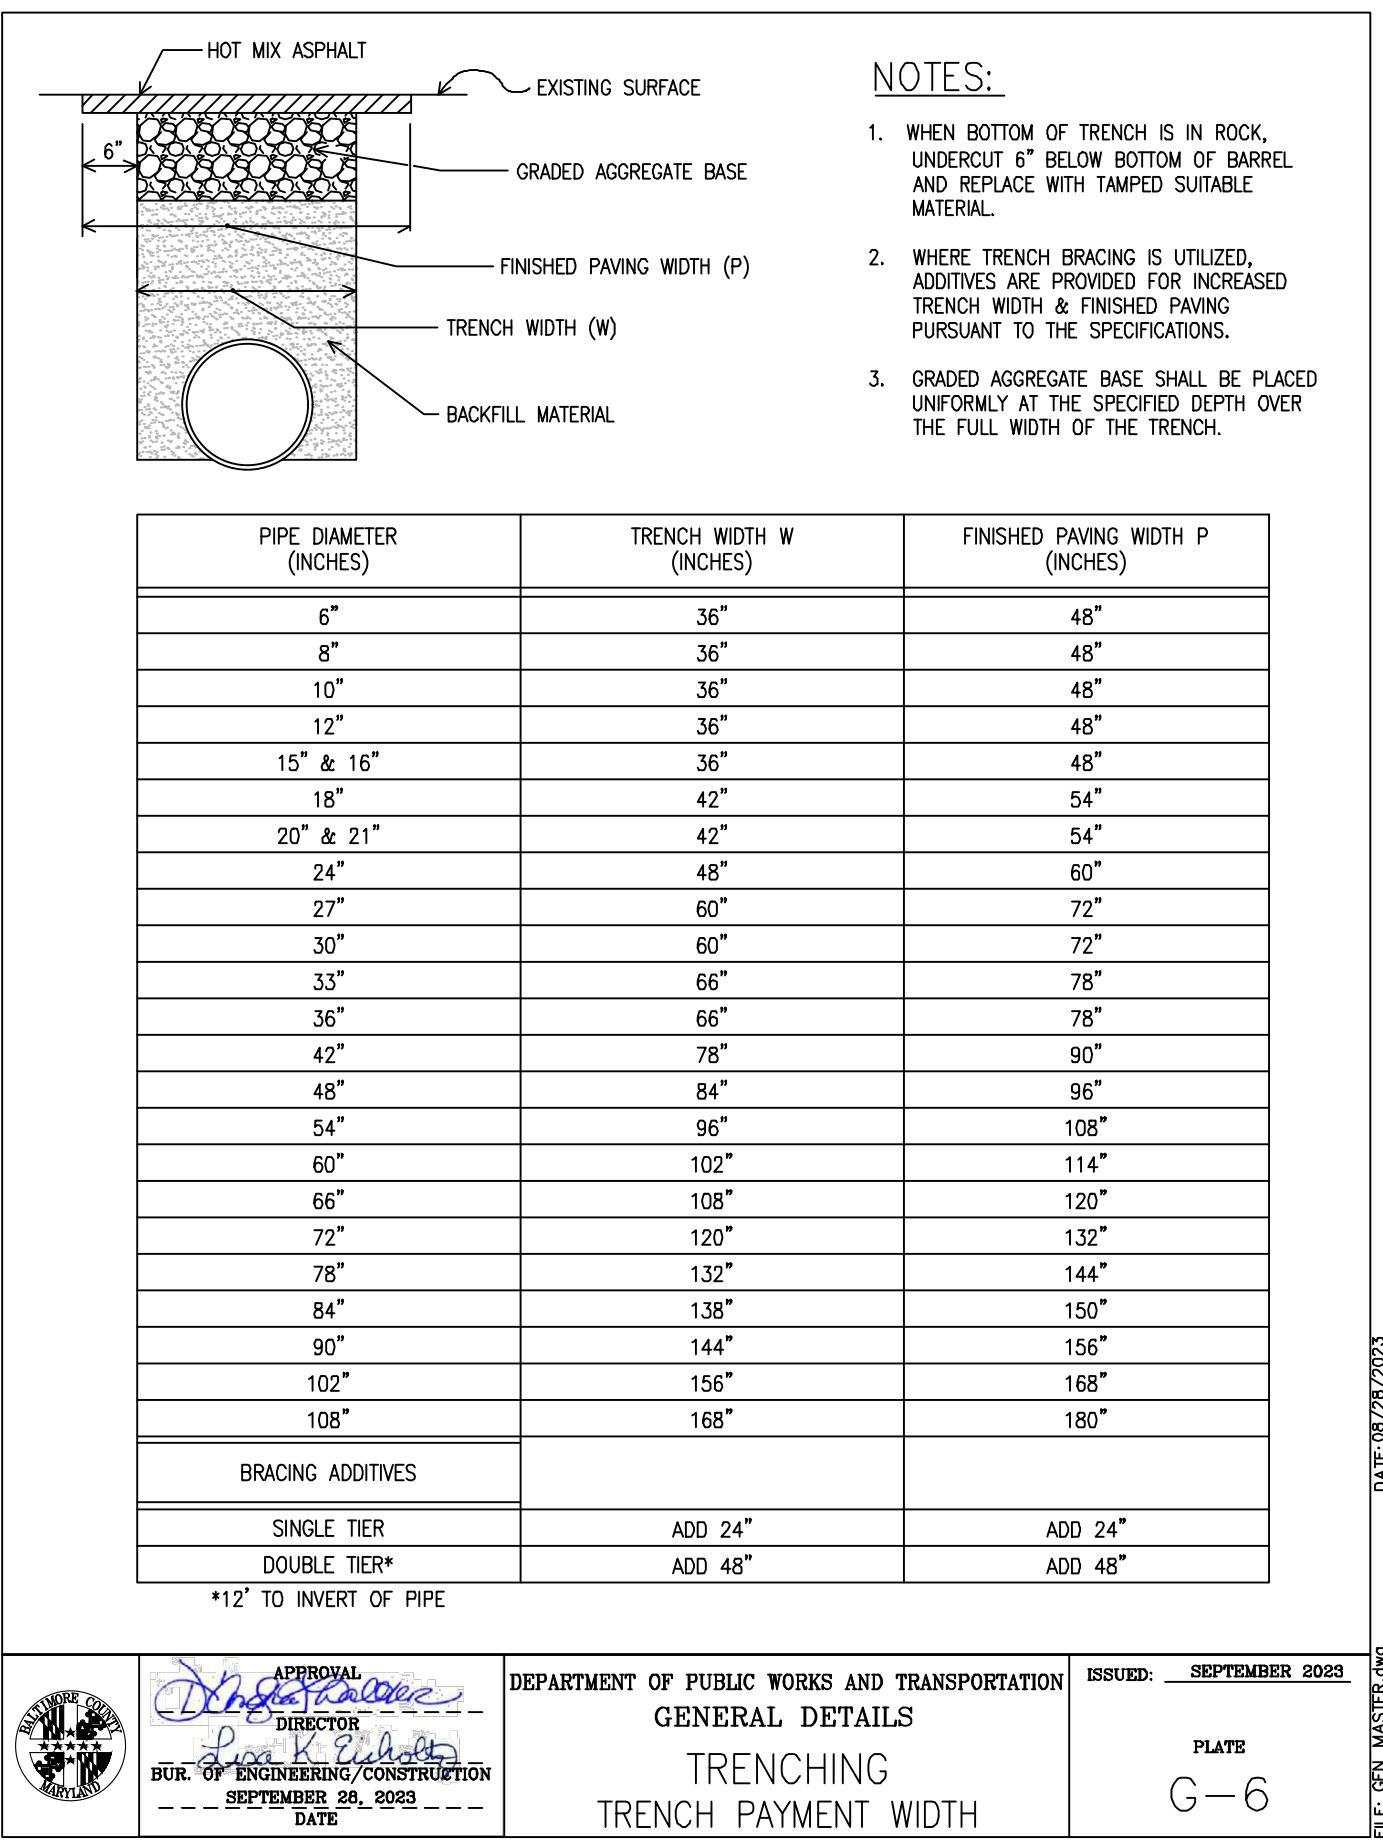 HOT MIX ASPHALT
EXISTING SURFACE
6"
GRADED AGGREGATE BASE
FINISHED PAVING WIDTH (P)
TRENCH WIDTH (W)
BACKFILL MATERIAL
NOTES:
1. WHEN BOTTOM OF TRENCH IS IN ROCK,
UNDERCUT 6" BELOW BOTTOM OF BARREL
AND REPLACE WITH TAMPED SUITABLE
MATERIAL.
2. WHERE TRENCH BRACING IS UTILIZED,
ADDITIVES ARE PROVIDED FOR INCREASED
TRENCH WIDTH & FINISHED PAVING
PURSUANT TO THE SPECIFICATIONS.
3. GRADED AGGREGATE BASE SHALL BE PLACED
UNIFORMLY AT THE SPECIFIED DEPTH OVER
THE FULL WIDTH OF THE TRENCH.
PIPE DIAMETER TRENCH WIDTH W FINISHED PAVING WIDTH P
(INCHES) (INCHES) (INCHES)
6" 36" 48"
8" 36" 48"
10" 36" 48"
12" 36" 48"
15" & 16" 36" 48"
18" 42" 54"
20" & 21" 42" 54"
24" 48" 60"
27" 60" 72"
30" 60" 72"
33" 66" 78"
36" 66" 78"
42" 78" 90"
48" 84" 96"
54" 96" 108"
60" 102" 114"
66" 108" 120"
72" 120" 132"
78" 132" 144"
84" 138" 150"
90" 144" 156"
102" 156" 168"
108" 168" 180"
BRACING ADDITIVES
SINGLE TIER ADD 24" ADD 24"
DOUBLE TIER* ADD 48" ADD 48"
*12' TO INVERT OF PIPE
BALTIMORE COUNTY
MARYLAND
APPROVAL
DIRECTOR
Lisa K Eicholtz
BUR. OF ENGINEERING/CONSTRUCTION
SEPTEMBER 28, 2023
DATE
DEPARTMENT OF PUBLIC WORKS AND TRANSPORTATION
GENERAL DETAILS
TRENCHING
TRENCH PAYMENT WIDTH
ISSUED: SEPTEMBER 2023
PLATE
G-6
DATE: 08/28/2023
FILE: GEN_MASTER.dwg